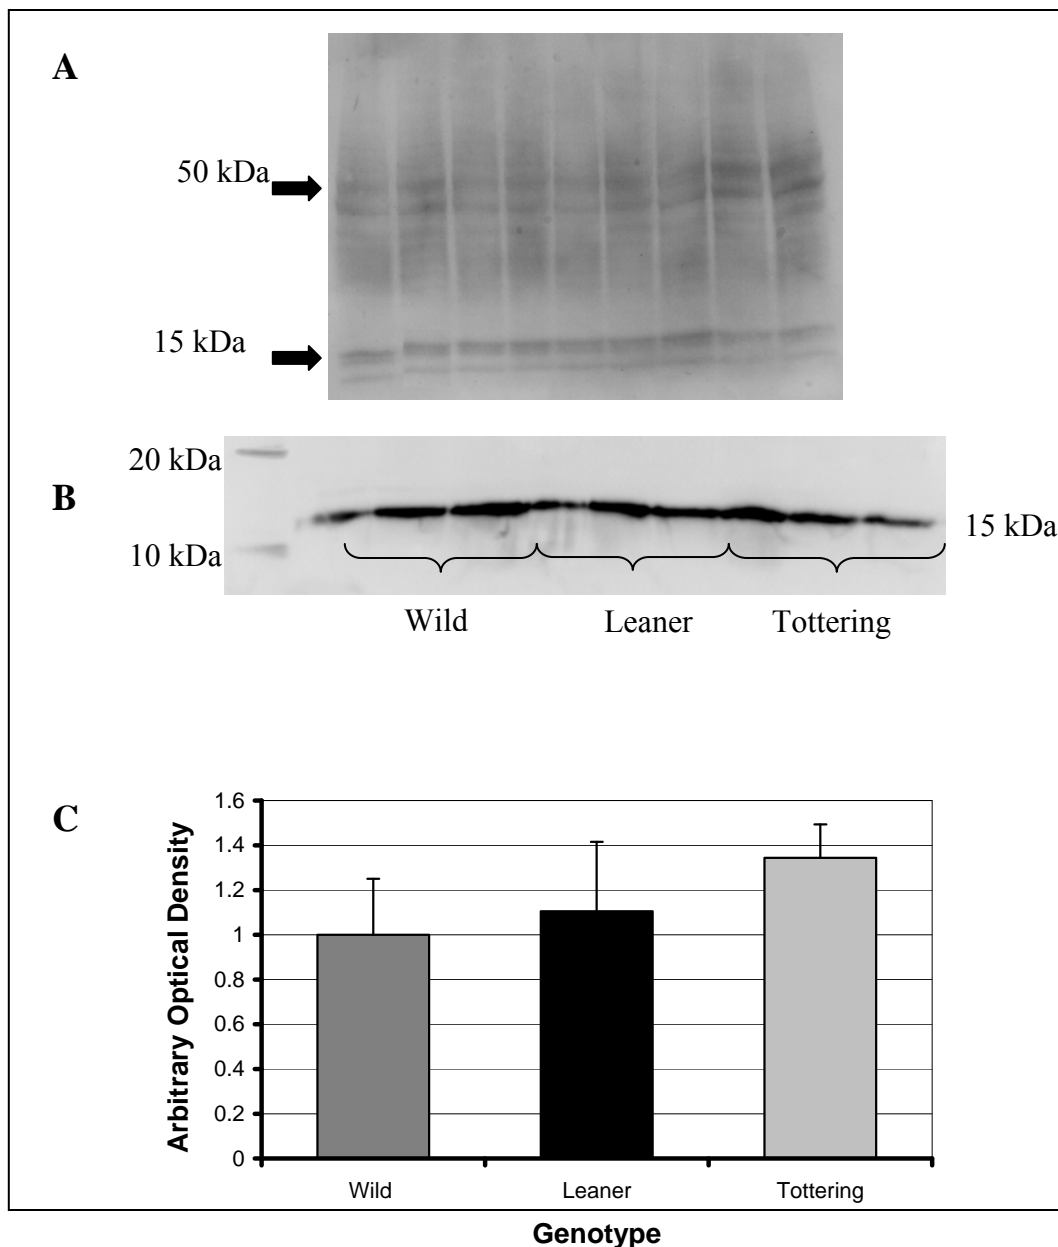 A
50 kDa
15 kDa
20 kDa
B
15 kDa
10 kDa
Wild Leaner Tottering
C
Arbitrary Optical Density
1.6
1.4
1.2
1
0.8
0.6
0.4
0.2
0
Wild Leaner Tottering
Genotype